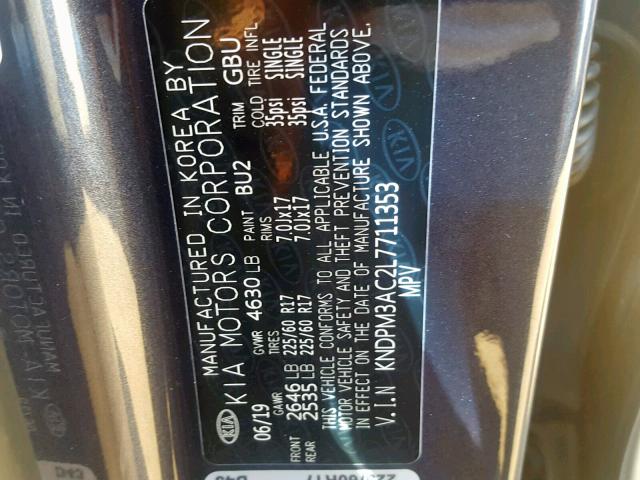 MANUFACTURED IN KOREA BY
KIA KIA MOTORS CORPORATION
06/19 GVWR 4630 LB PAINT BU2 TRIM GBU
GAWR TIRES RIMS COLD TIRE INFL
FRONT 2646 LB 225/60 R17 7.0Jx17 35psi SINGLE
REAR 2535 LB 225/60 R17 7.0Jx17 35psi SINGLE
THIS VEHICLE CONFORMS TO ALL APPLICABLE U.S.A. FEDERAL
MOTOR VEHICLE SAFETY AND THEFT PREVENTION STANDARDS
IN EFFECT ON THE DATE OF MANUFACTURE SHOWN ABOVE.
V.I.N KNDPM3AC2L7711353
MPV